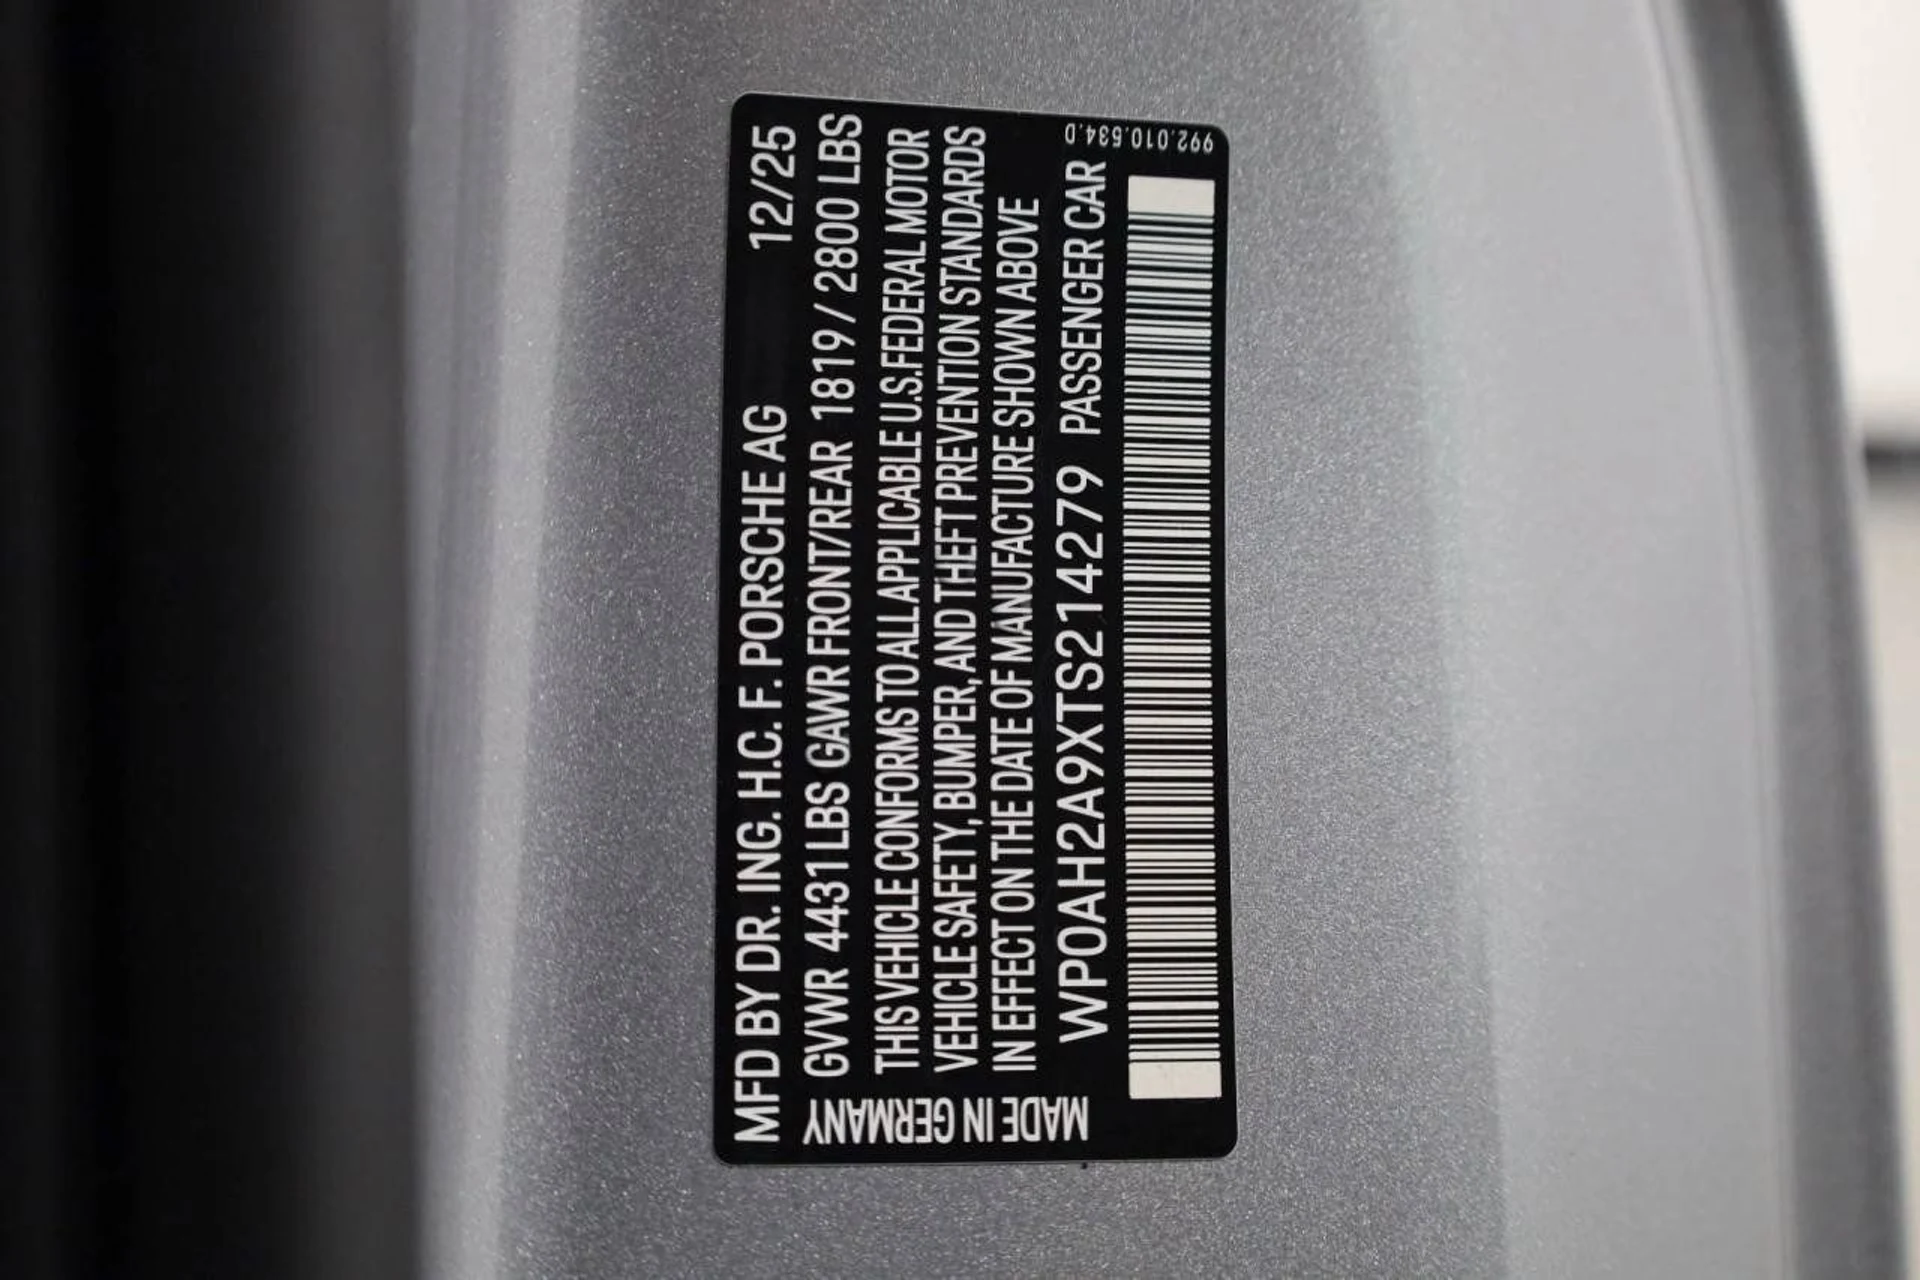 MFD BY DR. ING. H.C. F. PORSCHE AG 12/25
GVWR 4431 LBS GAWR FRONT/REAR 1819 / 2800 LBS
THIS VEHICLE CONFORMS TO ALL APPLICABLE U.S. FEDERAL MOTOR
VEHICLE SAFETY, BUMPER, AND THEFT PREVENTION STANDARDS
IN EFFECT ON THE DATE OF MANUFACTURE SHOWN ABOVE
WP0AH2A9XTS214279 PASSENGER CAR
MADE IN GERMANY
992.010.534.D